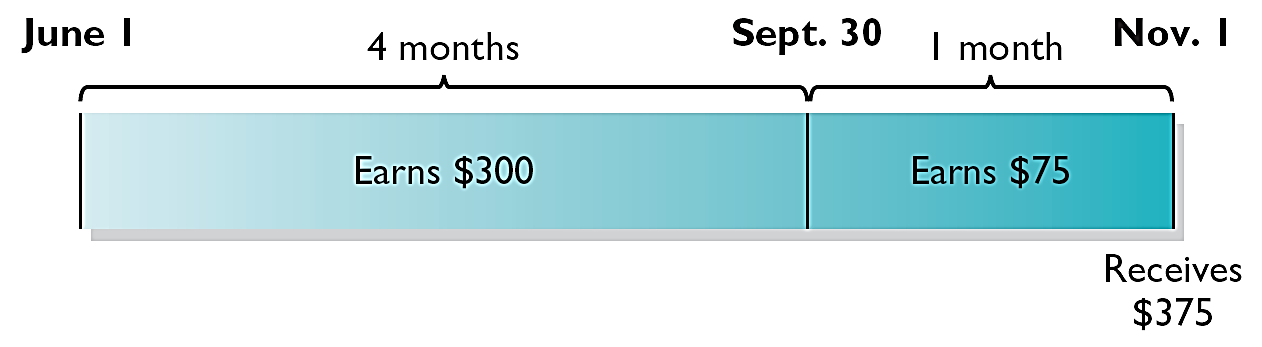 June 1
4 months
Sept. 30
1 month
Nov. 1
Earns $300
Earns $75
Receives
$375